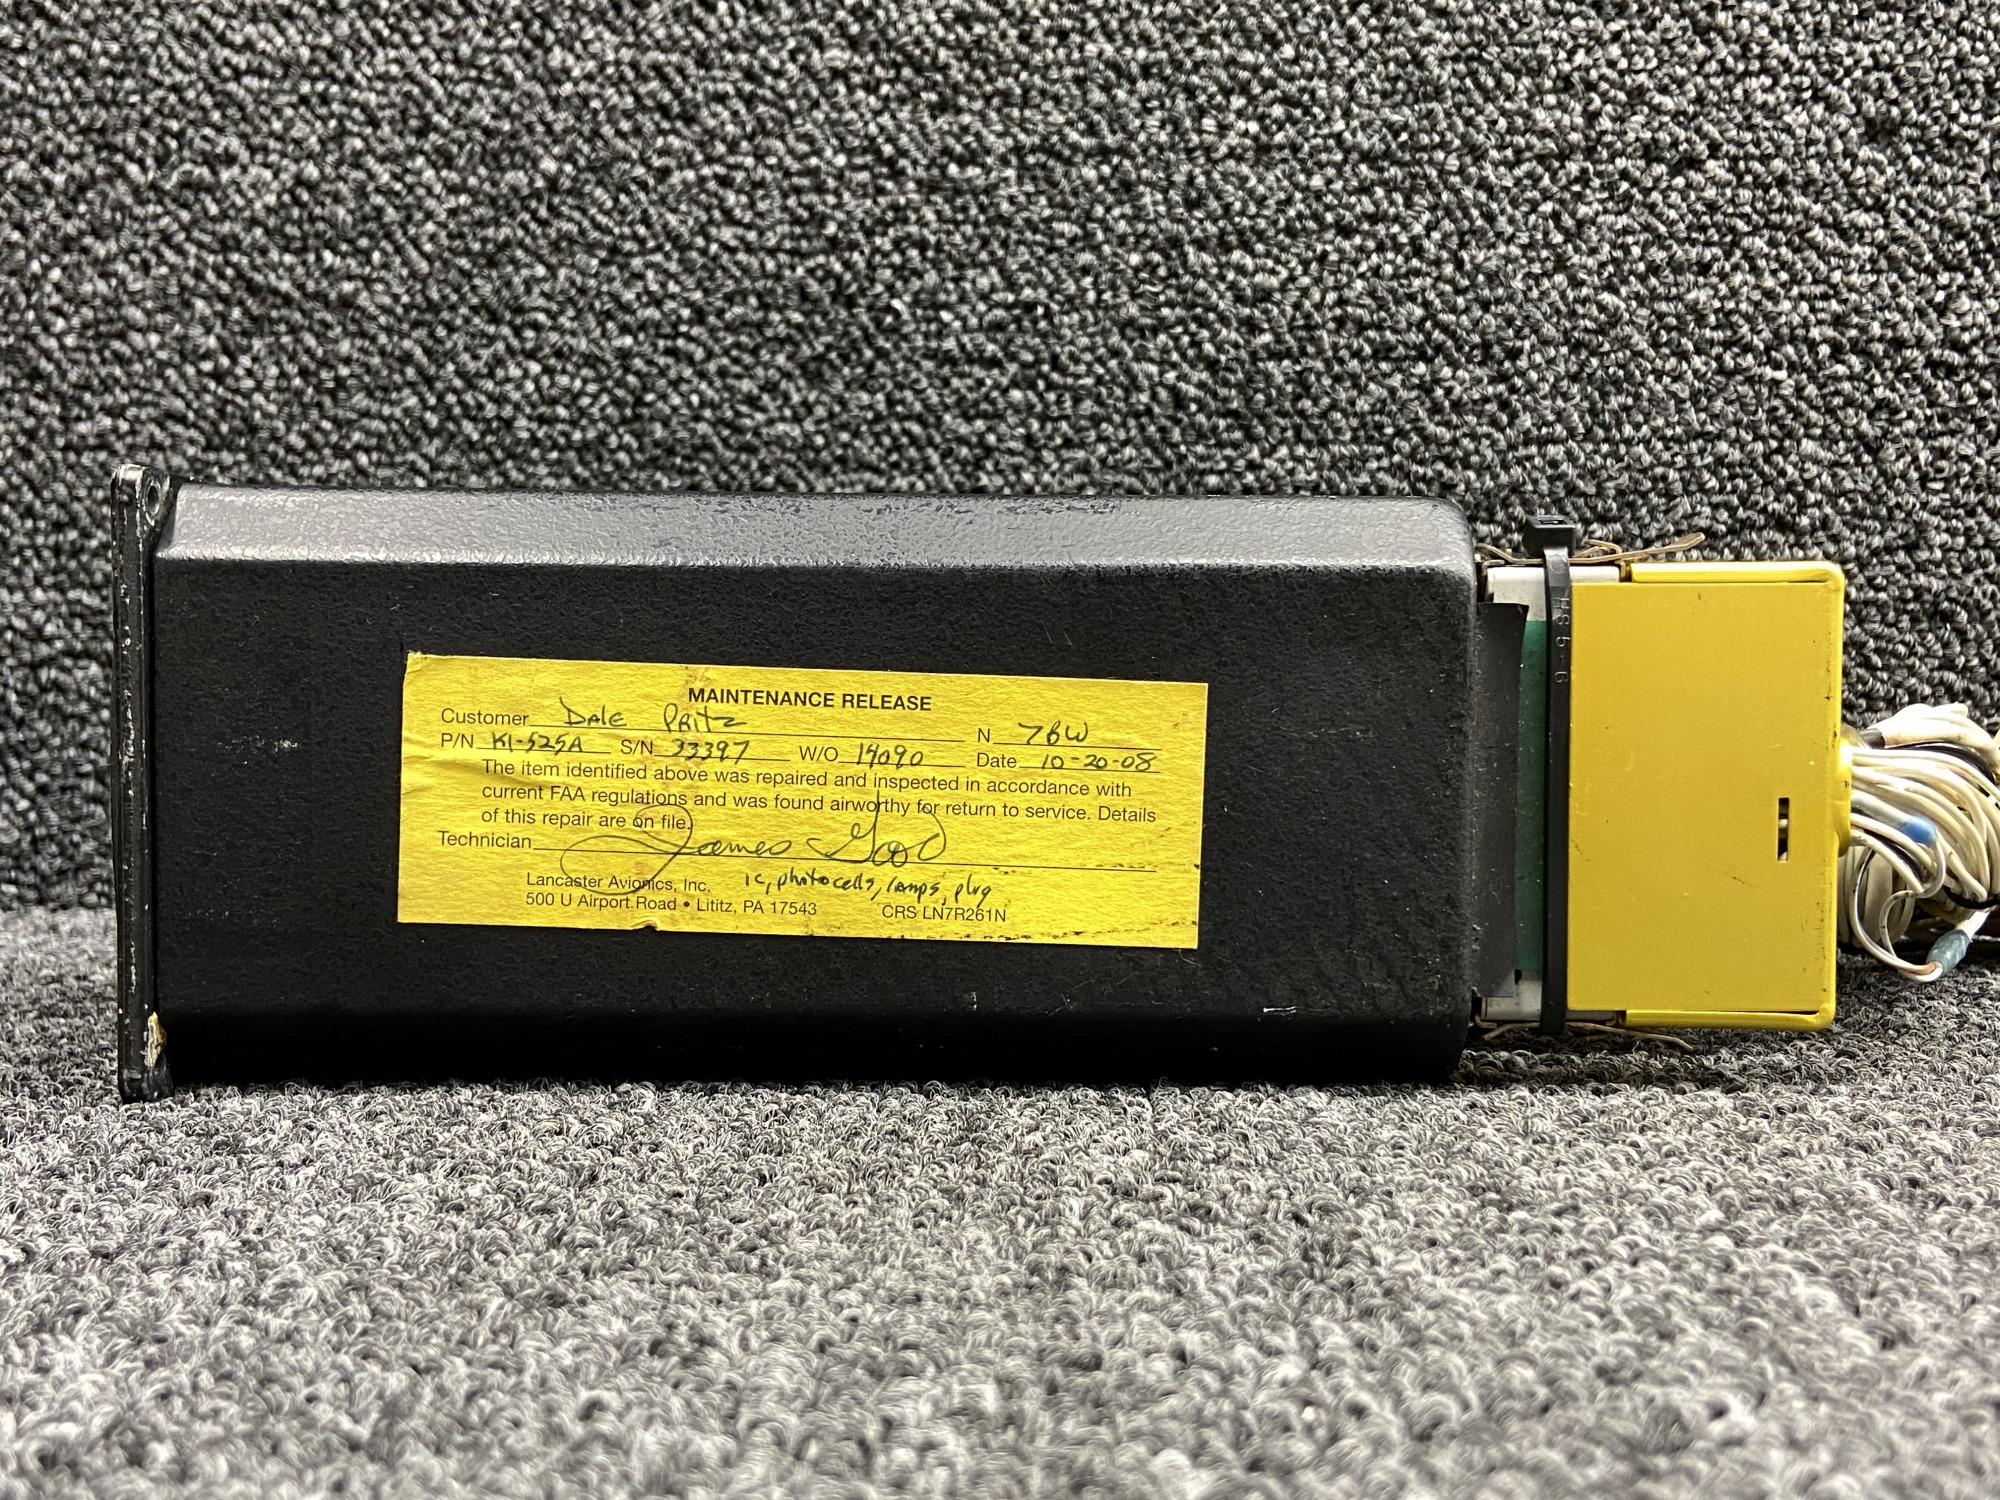 MAINTENANCE RELEASE
Customer Dale Pritz N 7BW
P/N KI-525A S/N 33397 W/O 14090 Date 10-20-08
The item identified above was repaired and inspected in accordance with
current FAA regulations and was found airworthy for return to service. Details
of this repair are on file.
Technician James Good
Lancaster Avionics, Inc. ic, photocells, lamps, plug
500 U Airport Road • Lititz, PA 17543 CRS LN7R261N